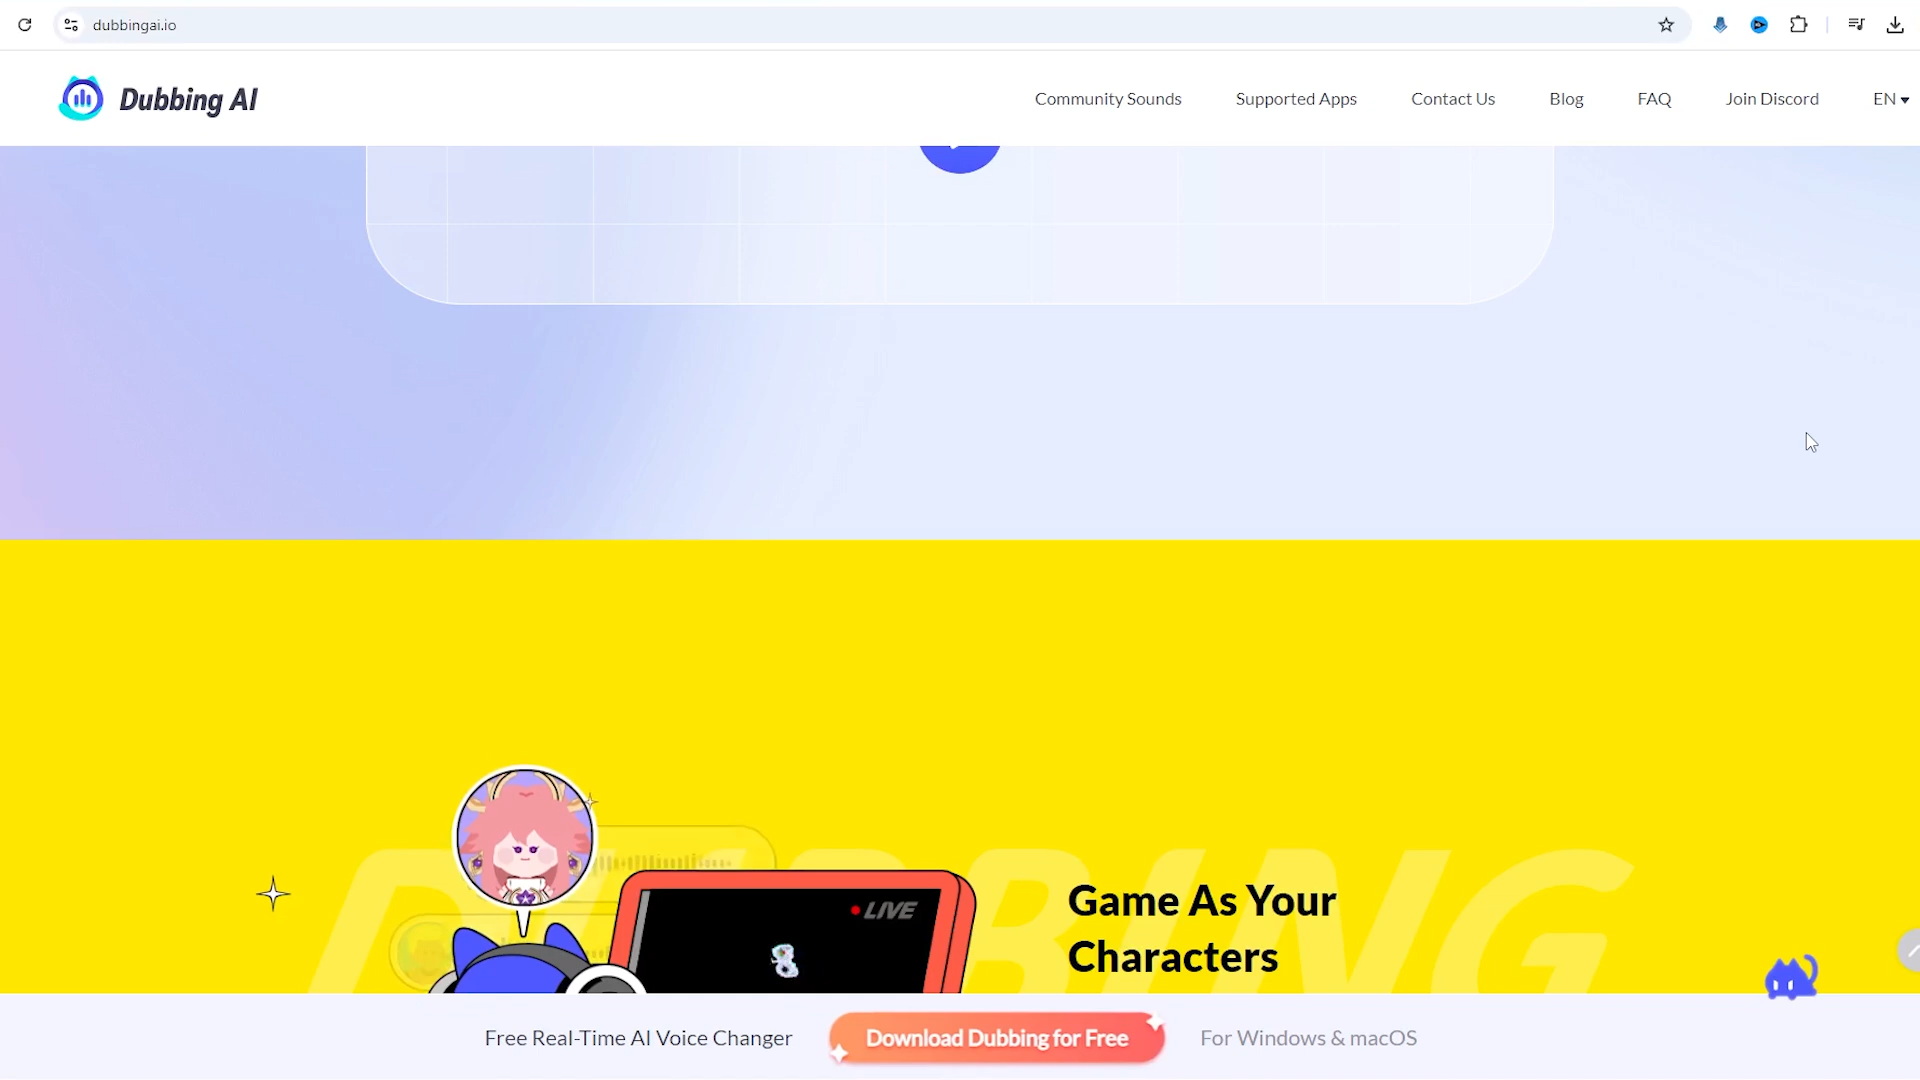 dubbingai.io
Dubbing AI
Community Sounds
Supported Apps
Contact Us
Blog
FAQ
Join Discord
EN
DUBBING
LIVE
Game As Your
Characters
Free Real-Time AI Voice Changer
Download Dubbing for Free
For Windows & macOS